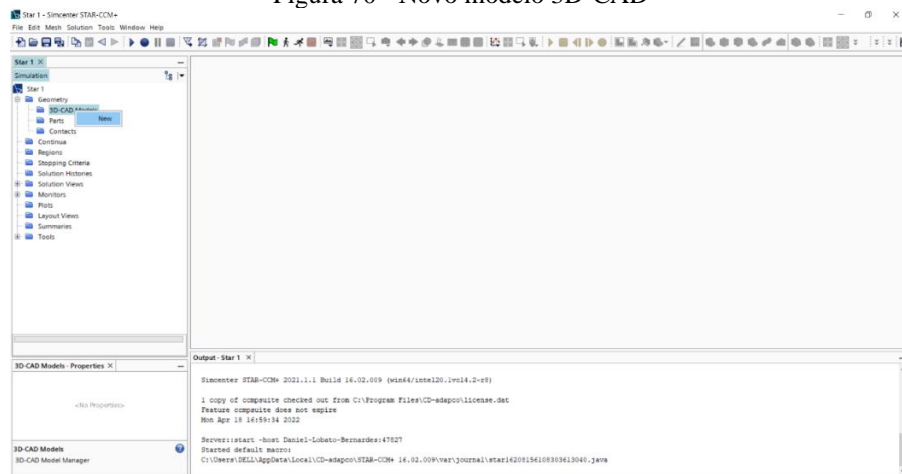 Figura 70 - Novo modelo 3D-CAD
Star 1 - Simcenter STAR-CCM+
File Edit Mesh Solution Tools Window Help
Star 1
Simulation
Star 1
Geometry
3D-CAD Models
New
Parts
Contacts
Continua
Regions
Stopping Criteria
Solution Histories
Solution Views
Monitors
Plots
Layout Views
Summaries
Tools
3D-CAD Models - Properties
<No Properties>
3D-CAD Models
3D-CAD Model Manager
Output - Star 1
Simcenter STAR-CCM+ 2021.1.1 Build 16.02.009 (win64/intel20.1vc14.2-r8)
1 copy of ccmpsuite checked out from C:\Program Files\CD-adapco\license.dat
Feature ccmpsuite does not expire
Mon Apr 18 16:59:34 2022
Server::start -host Daniel-Lobato-Bernardes:47827
Started default macro:
C:\Users\DELL\AppData\Local\CD-adapco\STAR-CCM+ 16.02.009\var\journal\star16208156108303613040.java